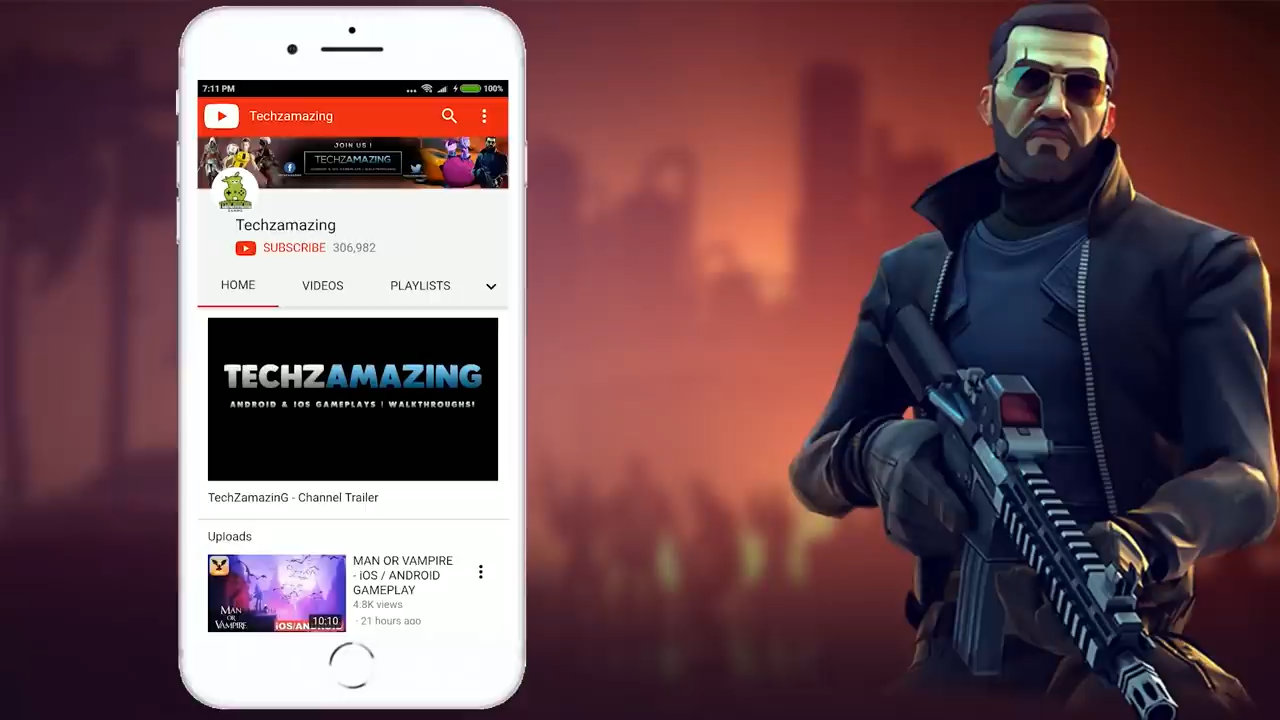 7:11 PM
100%
Techzamazing
JOIN US !
TECHZAMAZING
Techzamazing
SUBSCRIBE 306,982
HOME
VIDEOS
PLAYLISTS
TECHZAMAZING
ANDROID & IOS GAMEPLAYS | WALKTHROUGHS!
TechZamazinG - Channel Trailer
Uploads
MAN OR VAMPIRE
- iOS / ANDROID
GAMEPLAY
4.8K views
· 21 hours ago
MAN
OR
VAMPIRE
iOS/AN
10:10